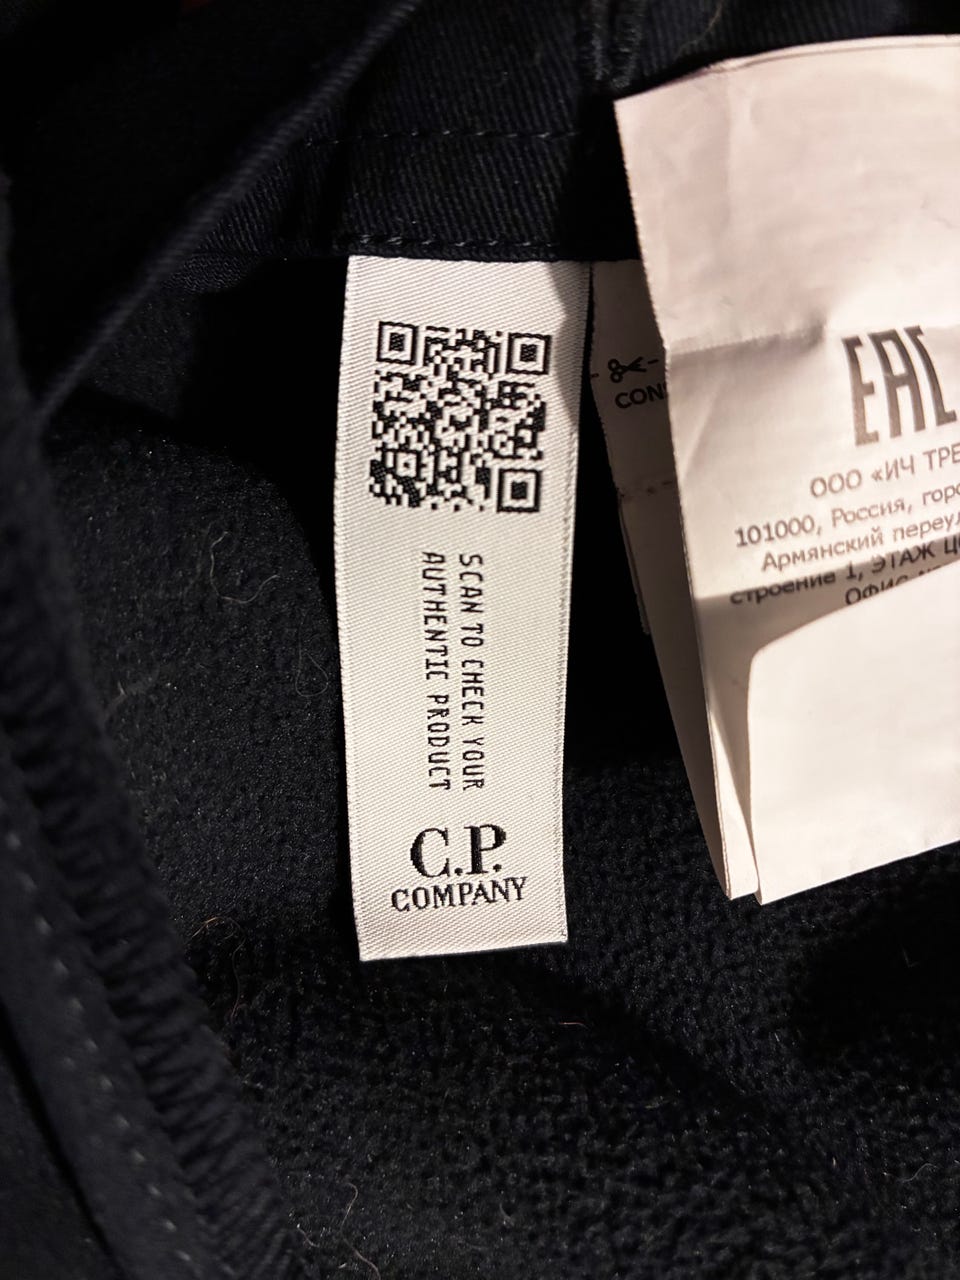 SCAN TO CHECK YOUR
AUTHENTIC PRODUCT
C.P.
COMPANY
EAC
ООО «ИЧ
101000, Россия,
Армянский
строение 1, ЭТАЖ